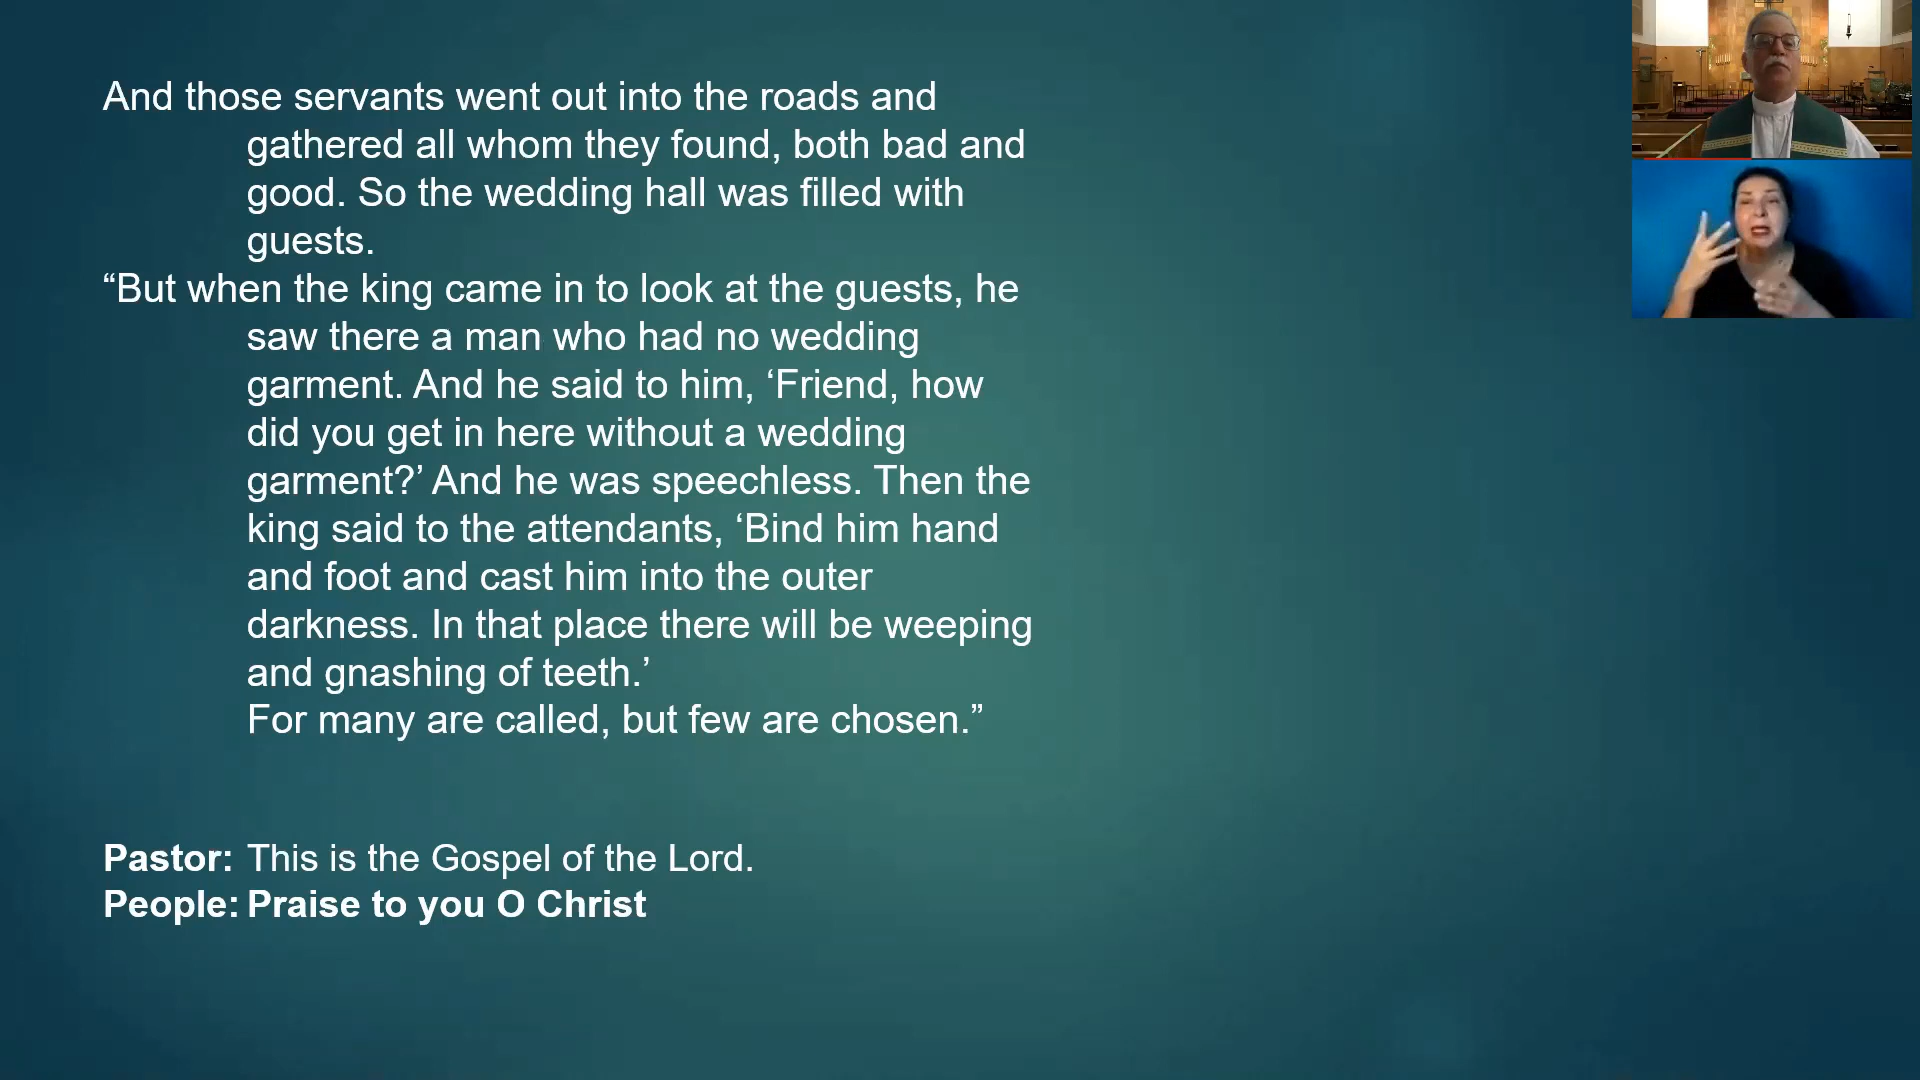 And those servants went out into the roads and
gathered all whom they found, both bad and
good. So the wedding hall was filled with
guests.
“But when the king came in to look at the guests, he
saw there a man who had no wedding
garment. And he said to him, ‘Friend, how
did you get in here without a wedding
garment?’ And he was speechless. Then the
king said to the attendants, ‘Bind him hand
and foot and cast him into the outer
darkness. In that place there will be weeping
and gnashing of teeth.’
For many are called, but few are chosen.”
Pastor: This is the Gospel of the Lord.
People: Praise to you O Christ